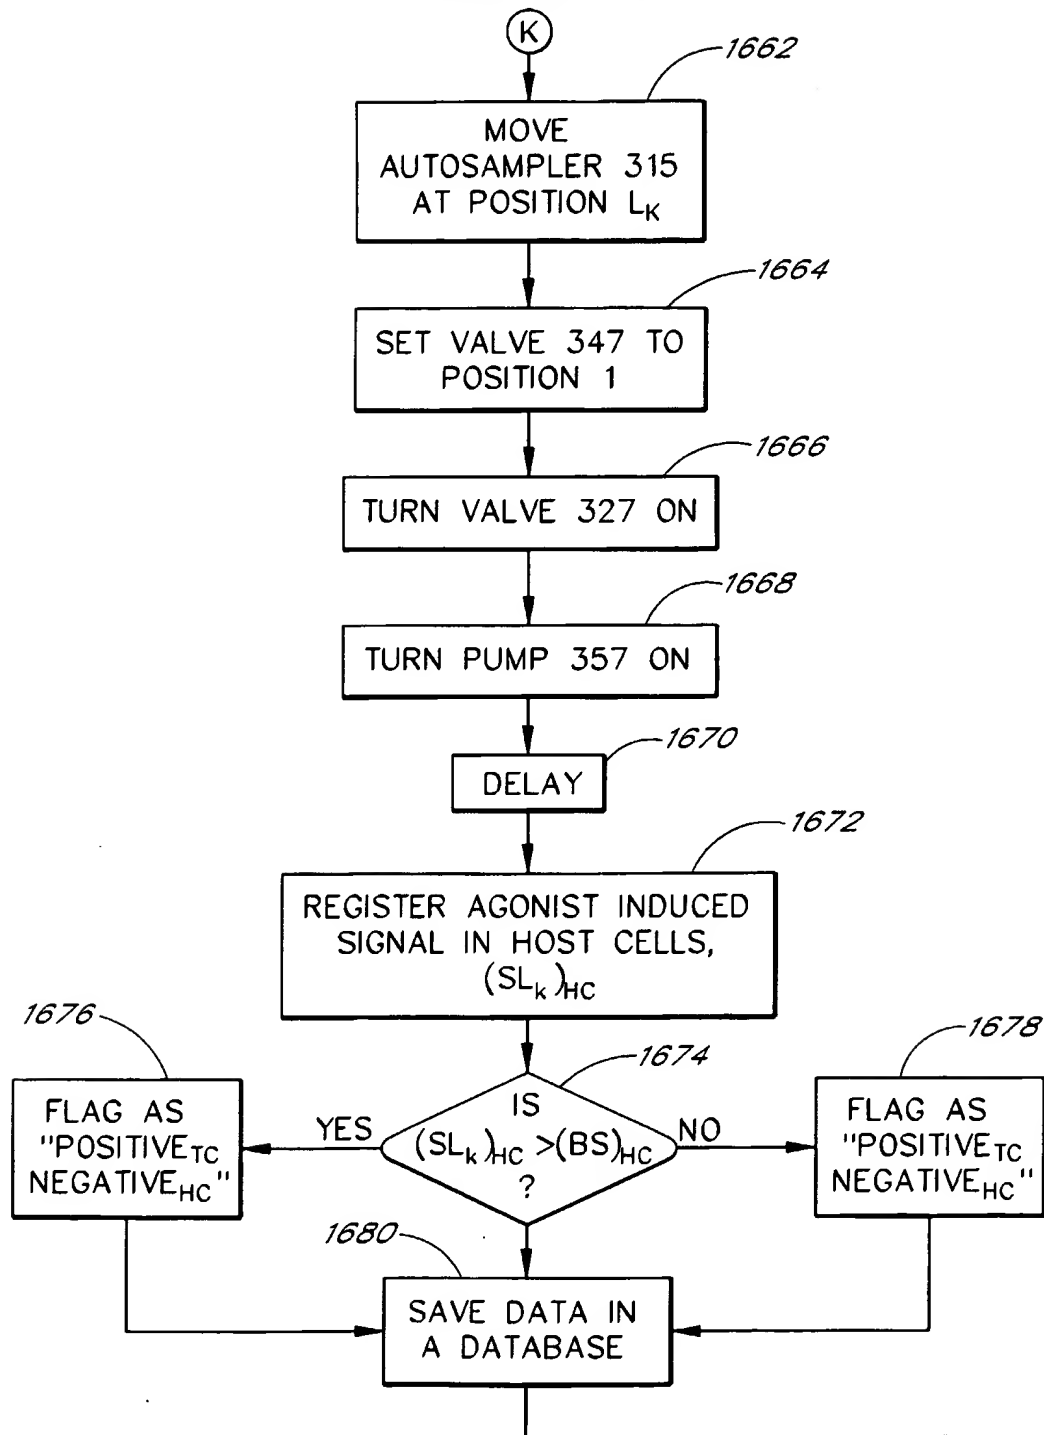 K
1662
MOVE
AUTOSAMPLER 315
AT POSITION LK
1664
SET VALVE 347 TO
POSITION 1
1666
TURN VALVE 327 ON
1668
TURN PUMP 357 ON
1670
DELAY
1672
REGISTER AGONIST INDUCED
SIGNAL IN HOST CELLS,
(SLk)HC
1674
IS
(SLk)HC >(BS)HC
?
YES
NO
1676
FLAG AS
"POSITIVETC
NEGATIVEHC"
1678
FLAG AS
"POSITIVETC
NEGATIVEHC"
1680
SAVE DATA IN
A DATABASE